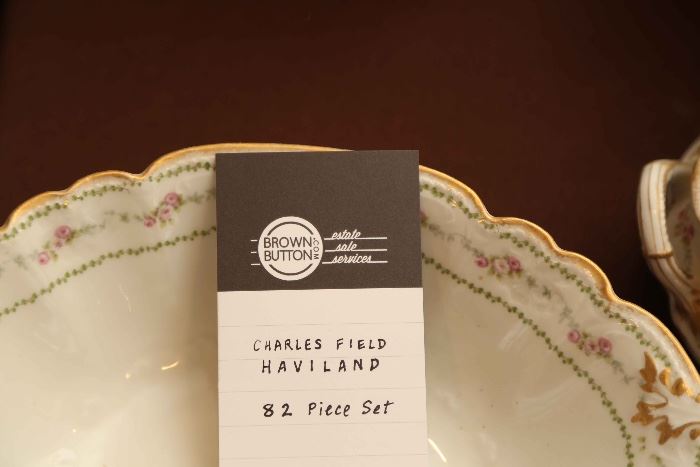 BROWN
BUTTON
.COM
estate
sale
services
CHARLES FIELD
HAVILAND
82 Piece Set